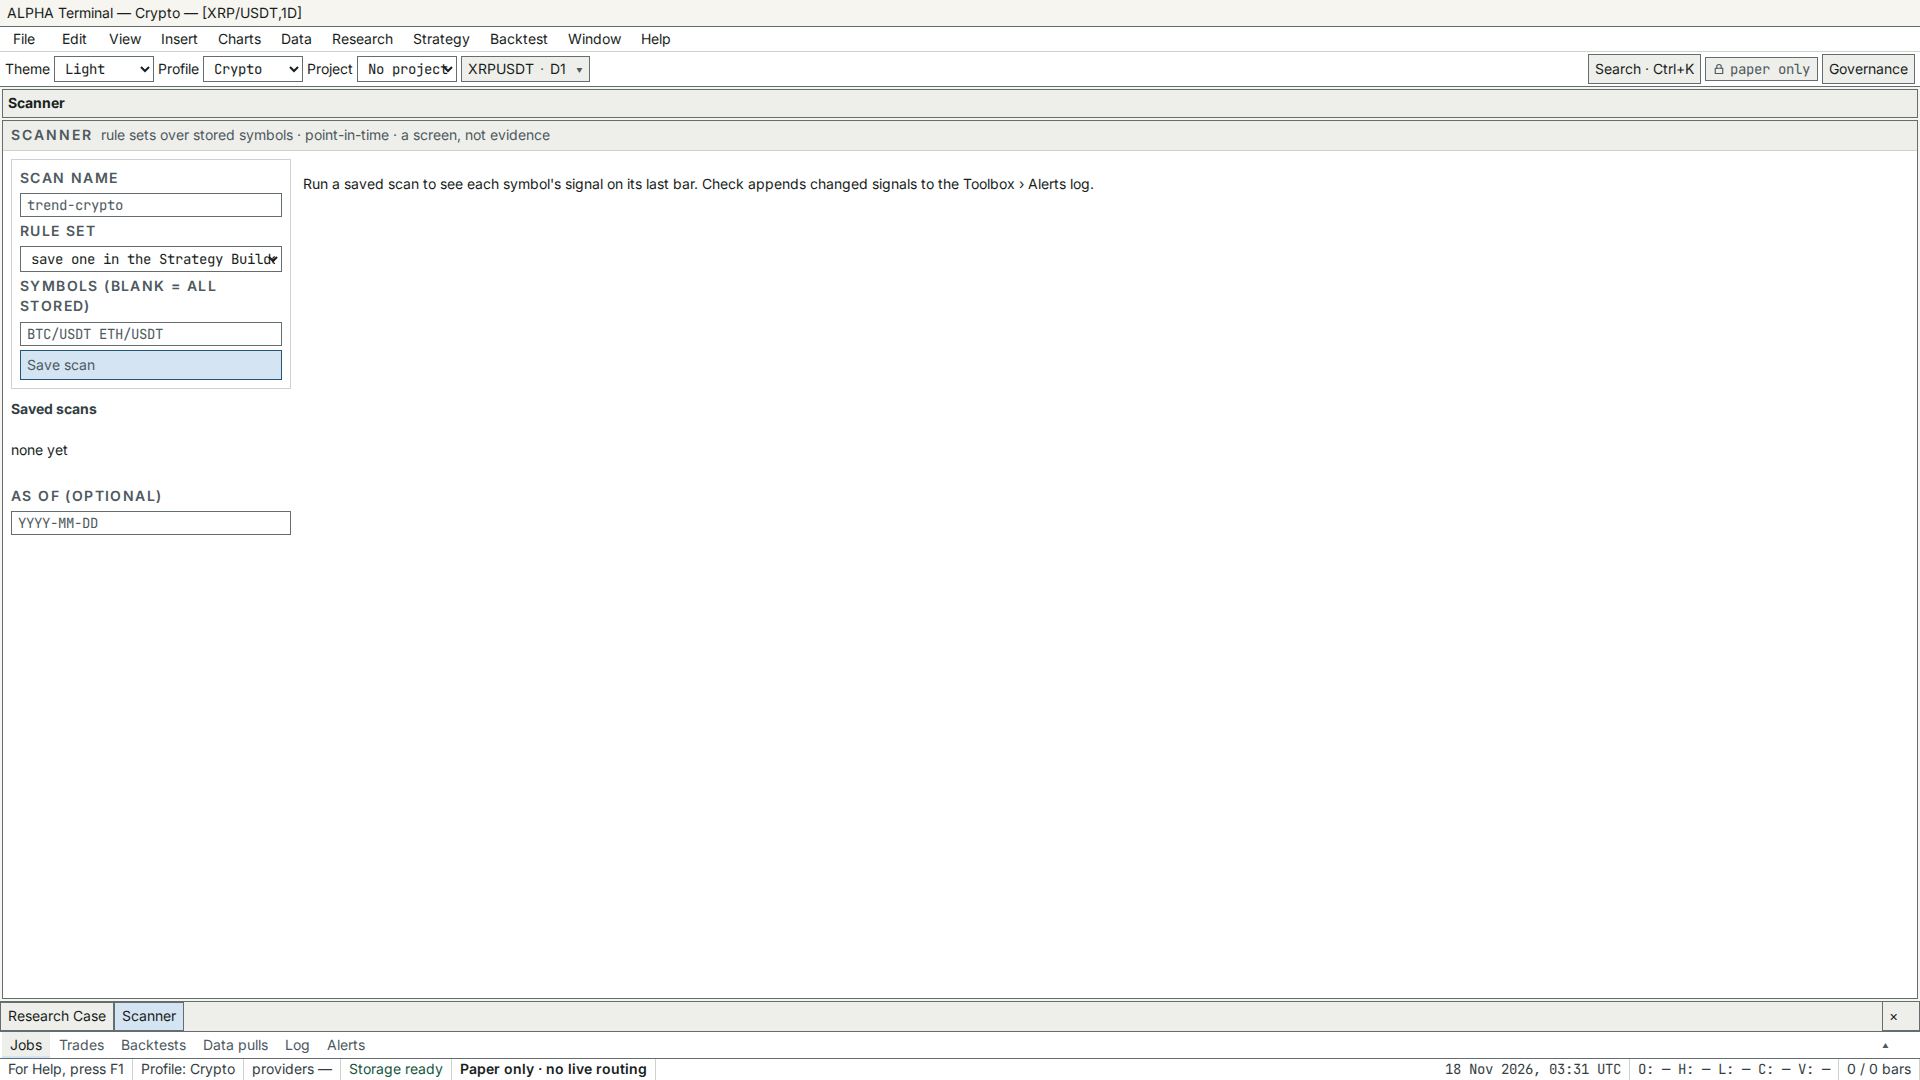 ALPHA Terminal — Crypto — [XRP/USDT,1D]
File Edit View Insert Charts Data Research Strategy Backtest Window Help
Theme Light Profile Crypto Project No project XRPUSDT · D1 Search · Ctrl+K paper only Governance
Scanner
SCANNER rule sets over stored symbols · point-in-time · a screen, not evidence
SCAN NAME
trend-crypto
Run a saved scan to see each symbol's signal on its last bar. Check appends changed signals to the Toolbox › Alerts log.
RULE SET
save one in the Strategy Builde
SYMBOLS (BLANK = ALL
STORED)
BTC/USDT ETH/USDT
Save scan
Saved scans
none yet
AS OF (OPTIONAL)
YYYY-MM-DD
Research Case Scanner ×
Jobs Trades Backtests Data pulls Log Alerts
For Help, press F1 Profile: Crypto providers — Storage ready Paper only · no live routing 18 Nov 2026, 03:31 UTC O: — H: — L: — C: — V: — 0 / 0 bars